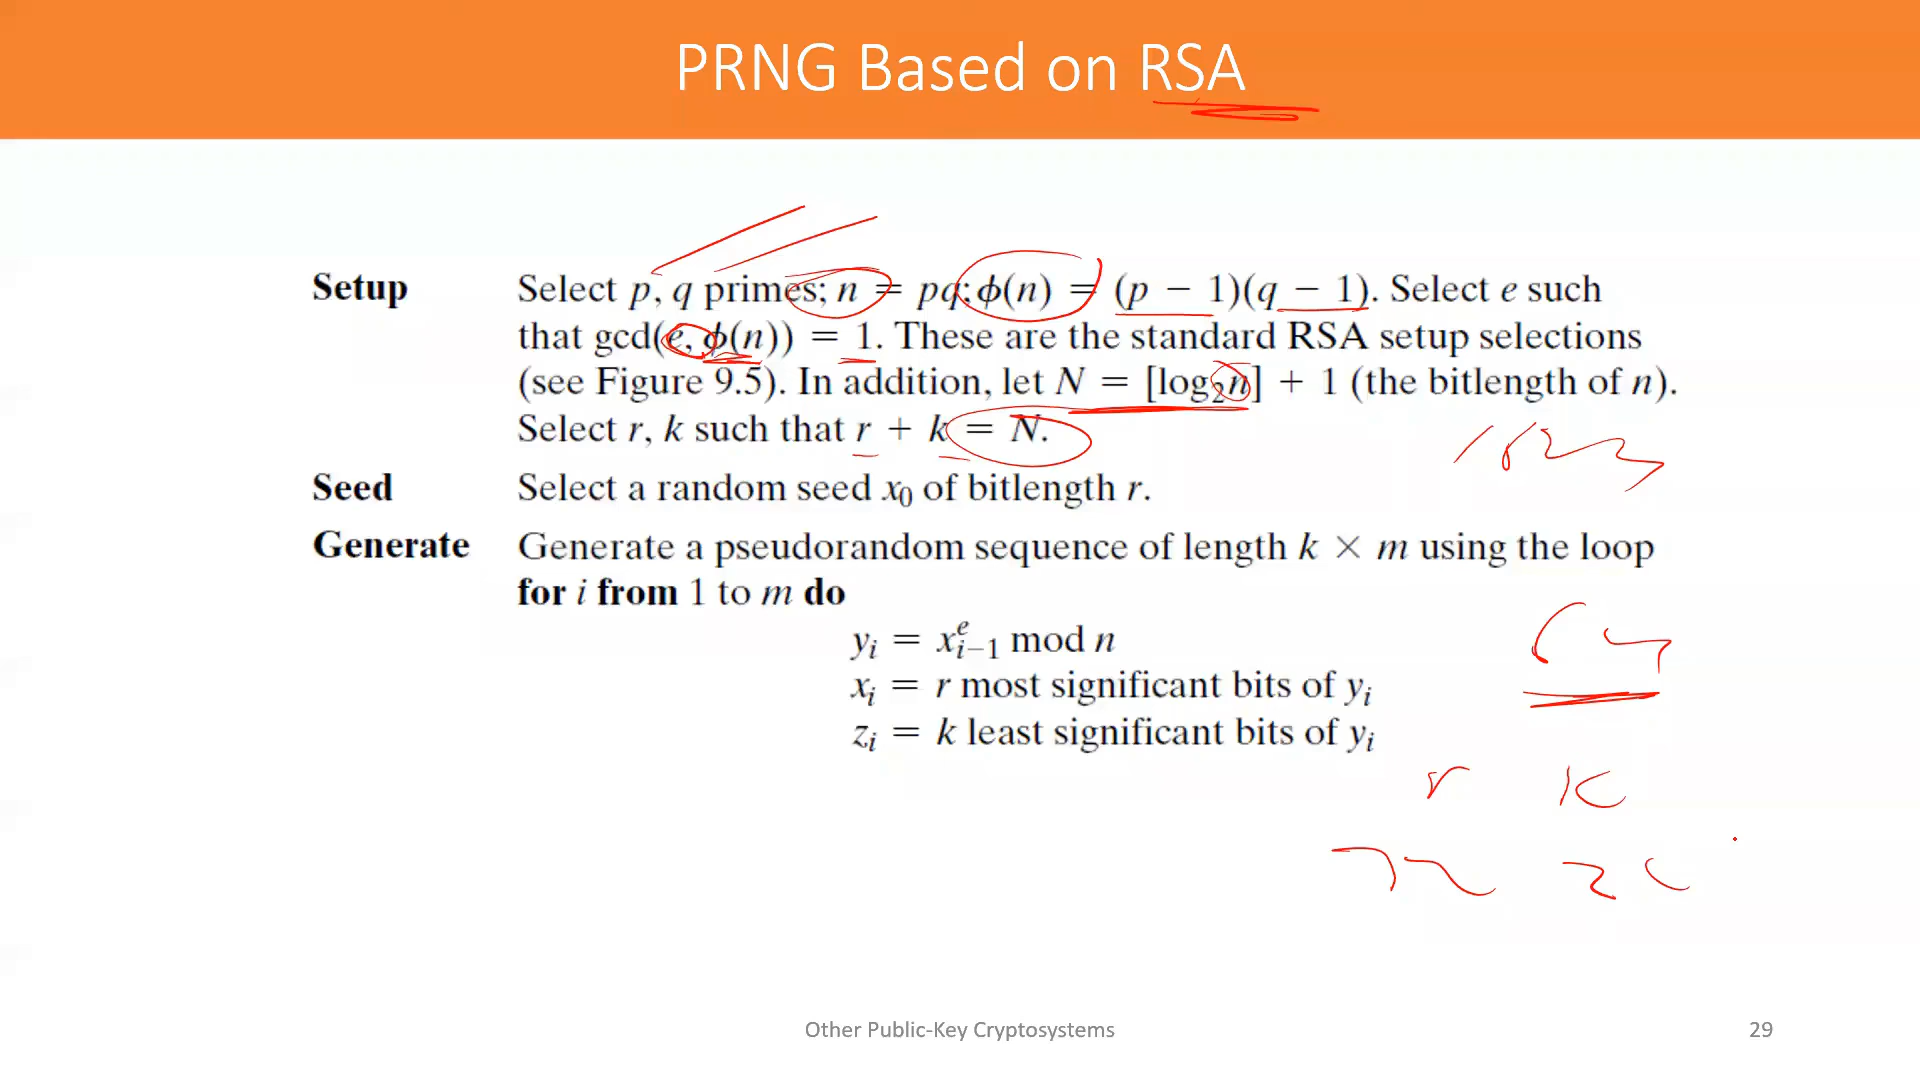 PRNG Based on RSA
Setup Select p, q primes; n = pq; ϕ(n) = (p − 1)(q − 1). Select e such
that gcd(e, ϕ(n)) = 1. These are the standard RSA setup selections
(see Figure 9.5). In addition, let N = [log₂n] + 1 (the bitlength of n).
Select r, k such that r + k = N.
Seed Select a random seed x₀ of bitlength r.
Generate Generate a pseudorandom sequence of length k × m using the loop
for i from 1 to m do
yᵢ = xᵉᵢ₋₁ mod n
xᵢ = r most significant bits of yᵢ
zᵢ = k least significant bits of yᵢ
r k
Other Public-Key Cryptosystems 29